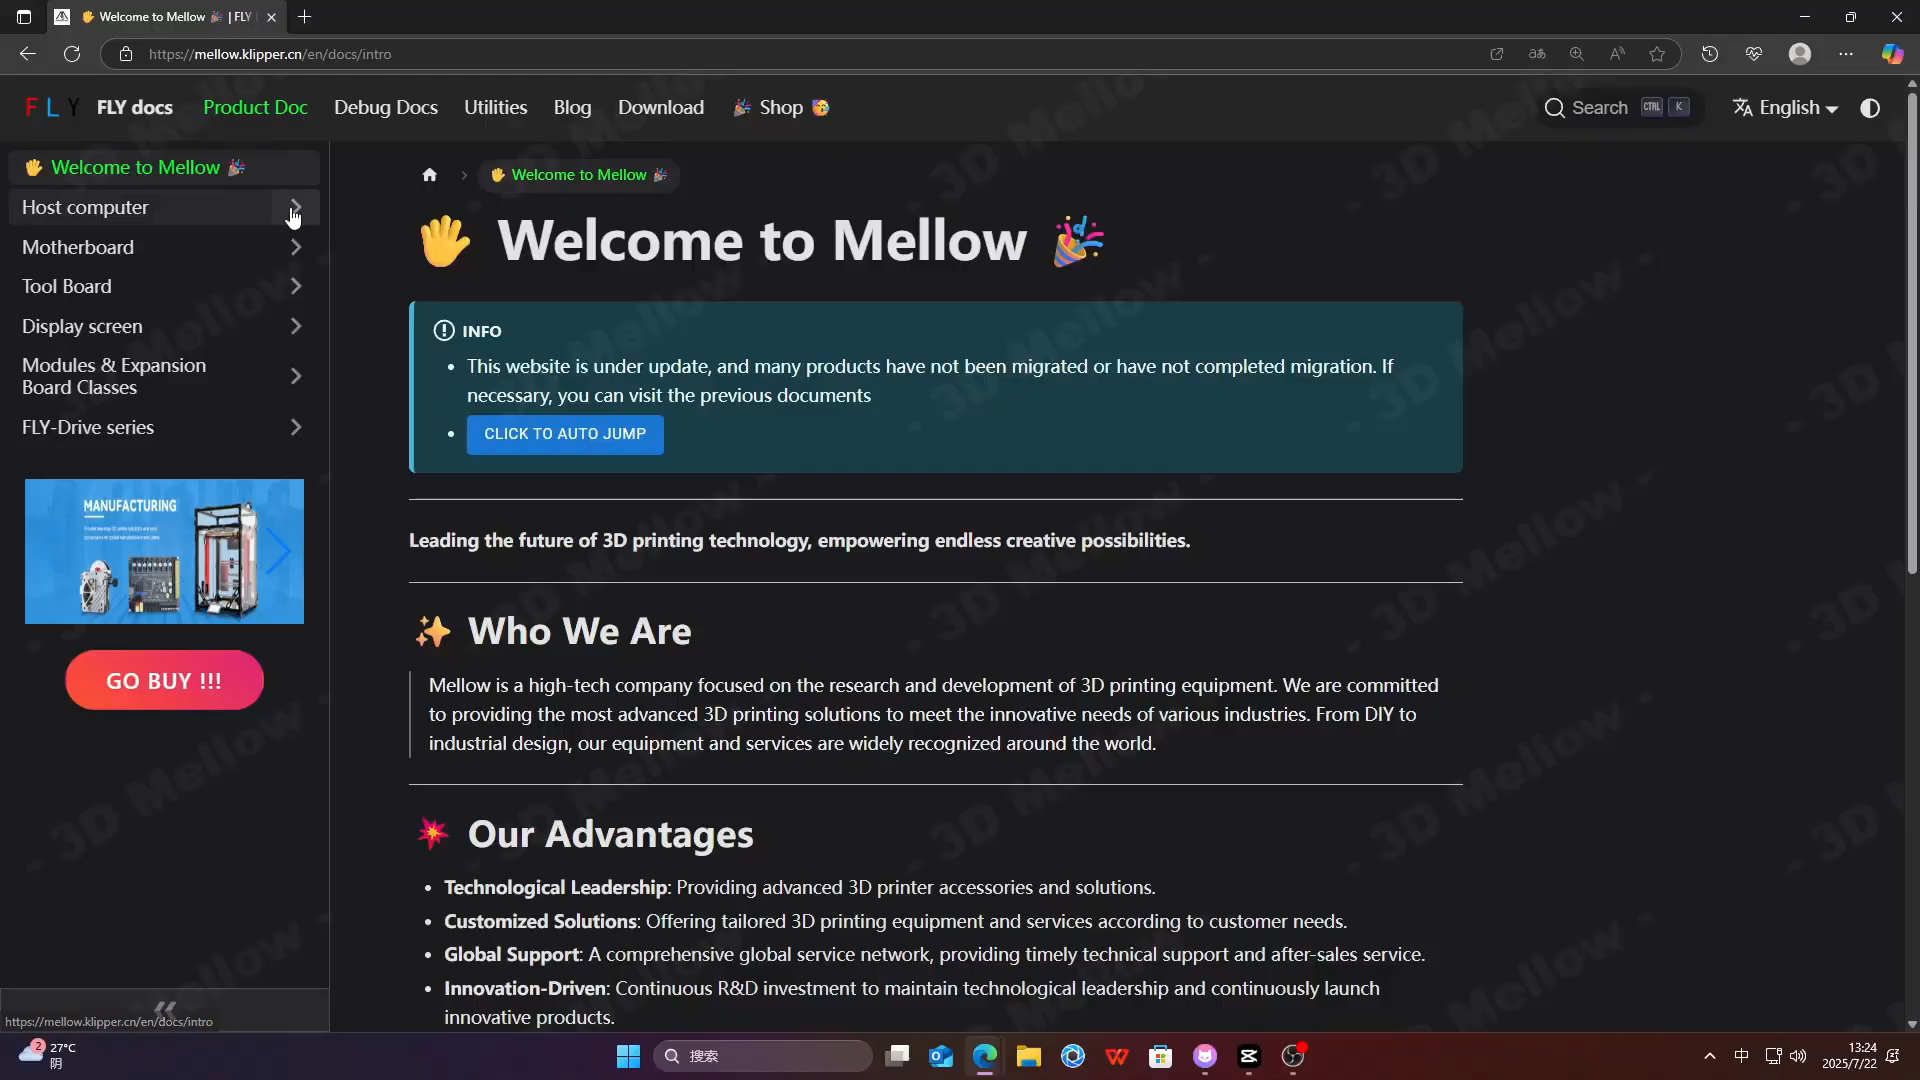 Welcome to Mellow | FLY
https://mellow.klipper.cn/en/docs/intro
FLY FLY docs Product Doc Debug Docs Utilities Blog Download Shop Search CTRL K English
Welcome to Mellow
Host computer
Motherboard
Tool Board
Display screen
Modules & Expansion
Board Classes
FLY-Drive series
MANUFACTURING
GO BUY !!!
https://mellow.klipper.cn/en/docs/intro
Welcome to Mellow
Welcome to Mellow
INFO
This website is under update, and many products have not been migrated or have not completed migration. If
necessary, you can visit the previous documents
CLICK TO AUTO JUMP
Leading the future of 3D printing technology, empowering endless creative possibilities.
Who We Are
Mellow is a high-tech company focused on the research and development of 3D printing equipment. We are committed
to providing the most advanced 3D printing solutions to meet the innovative needs of various industries. From DIY to
industrial design, our equipment and services are widely recognized around the world.
Our Advantages
Technological Leadership: Providing advanced 3D printer accessories and solutions.
Customized Solutions: Offering tailored 3D printing equipment and services according to customer needs.
Global Support: A comprehensive global service network, providing timely technical support and after-sales service.
Innovation-Driven: Continuous R&D investment to maintain technological leadership and continuously launch
innovative products.
- 3D Mellow -
2
27°C
阴
搜索
中
13:24
2025/7/22